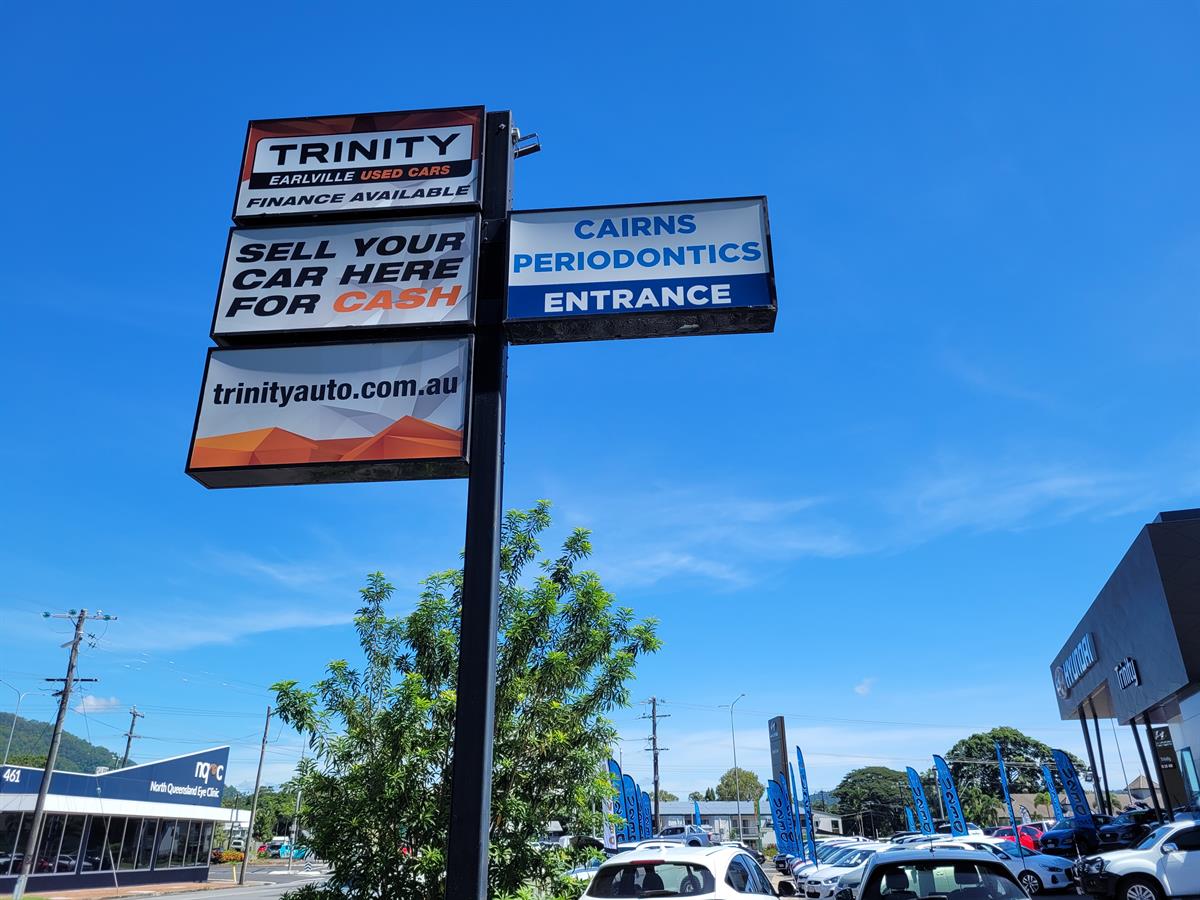 TRINITY
EARLVILLE USED CARS
FINANCE AVAILABLE
SELL YOUR
CAR HERE
FOR CASH
trinityauto.com.au
CAIRNS
PERIODONTICS
ENTRANCE
461
nqec
North Queensland Eye Clinic
HYUNDAI
Trinity